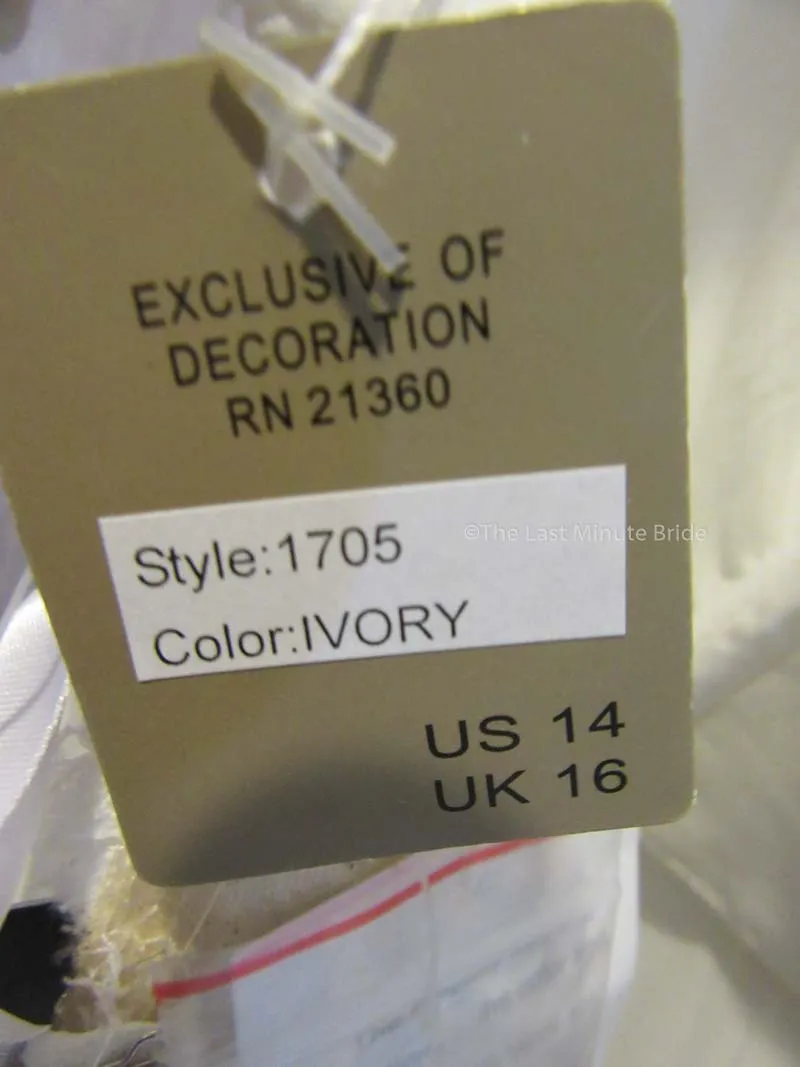 EXCLUSIVE OF
DECORATION
RN 21360
Style:1705
©The Last Minute Bride
Color:IVORY
US 14
UK 16